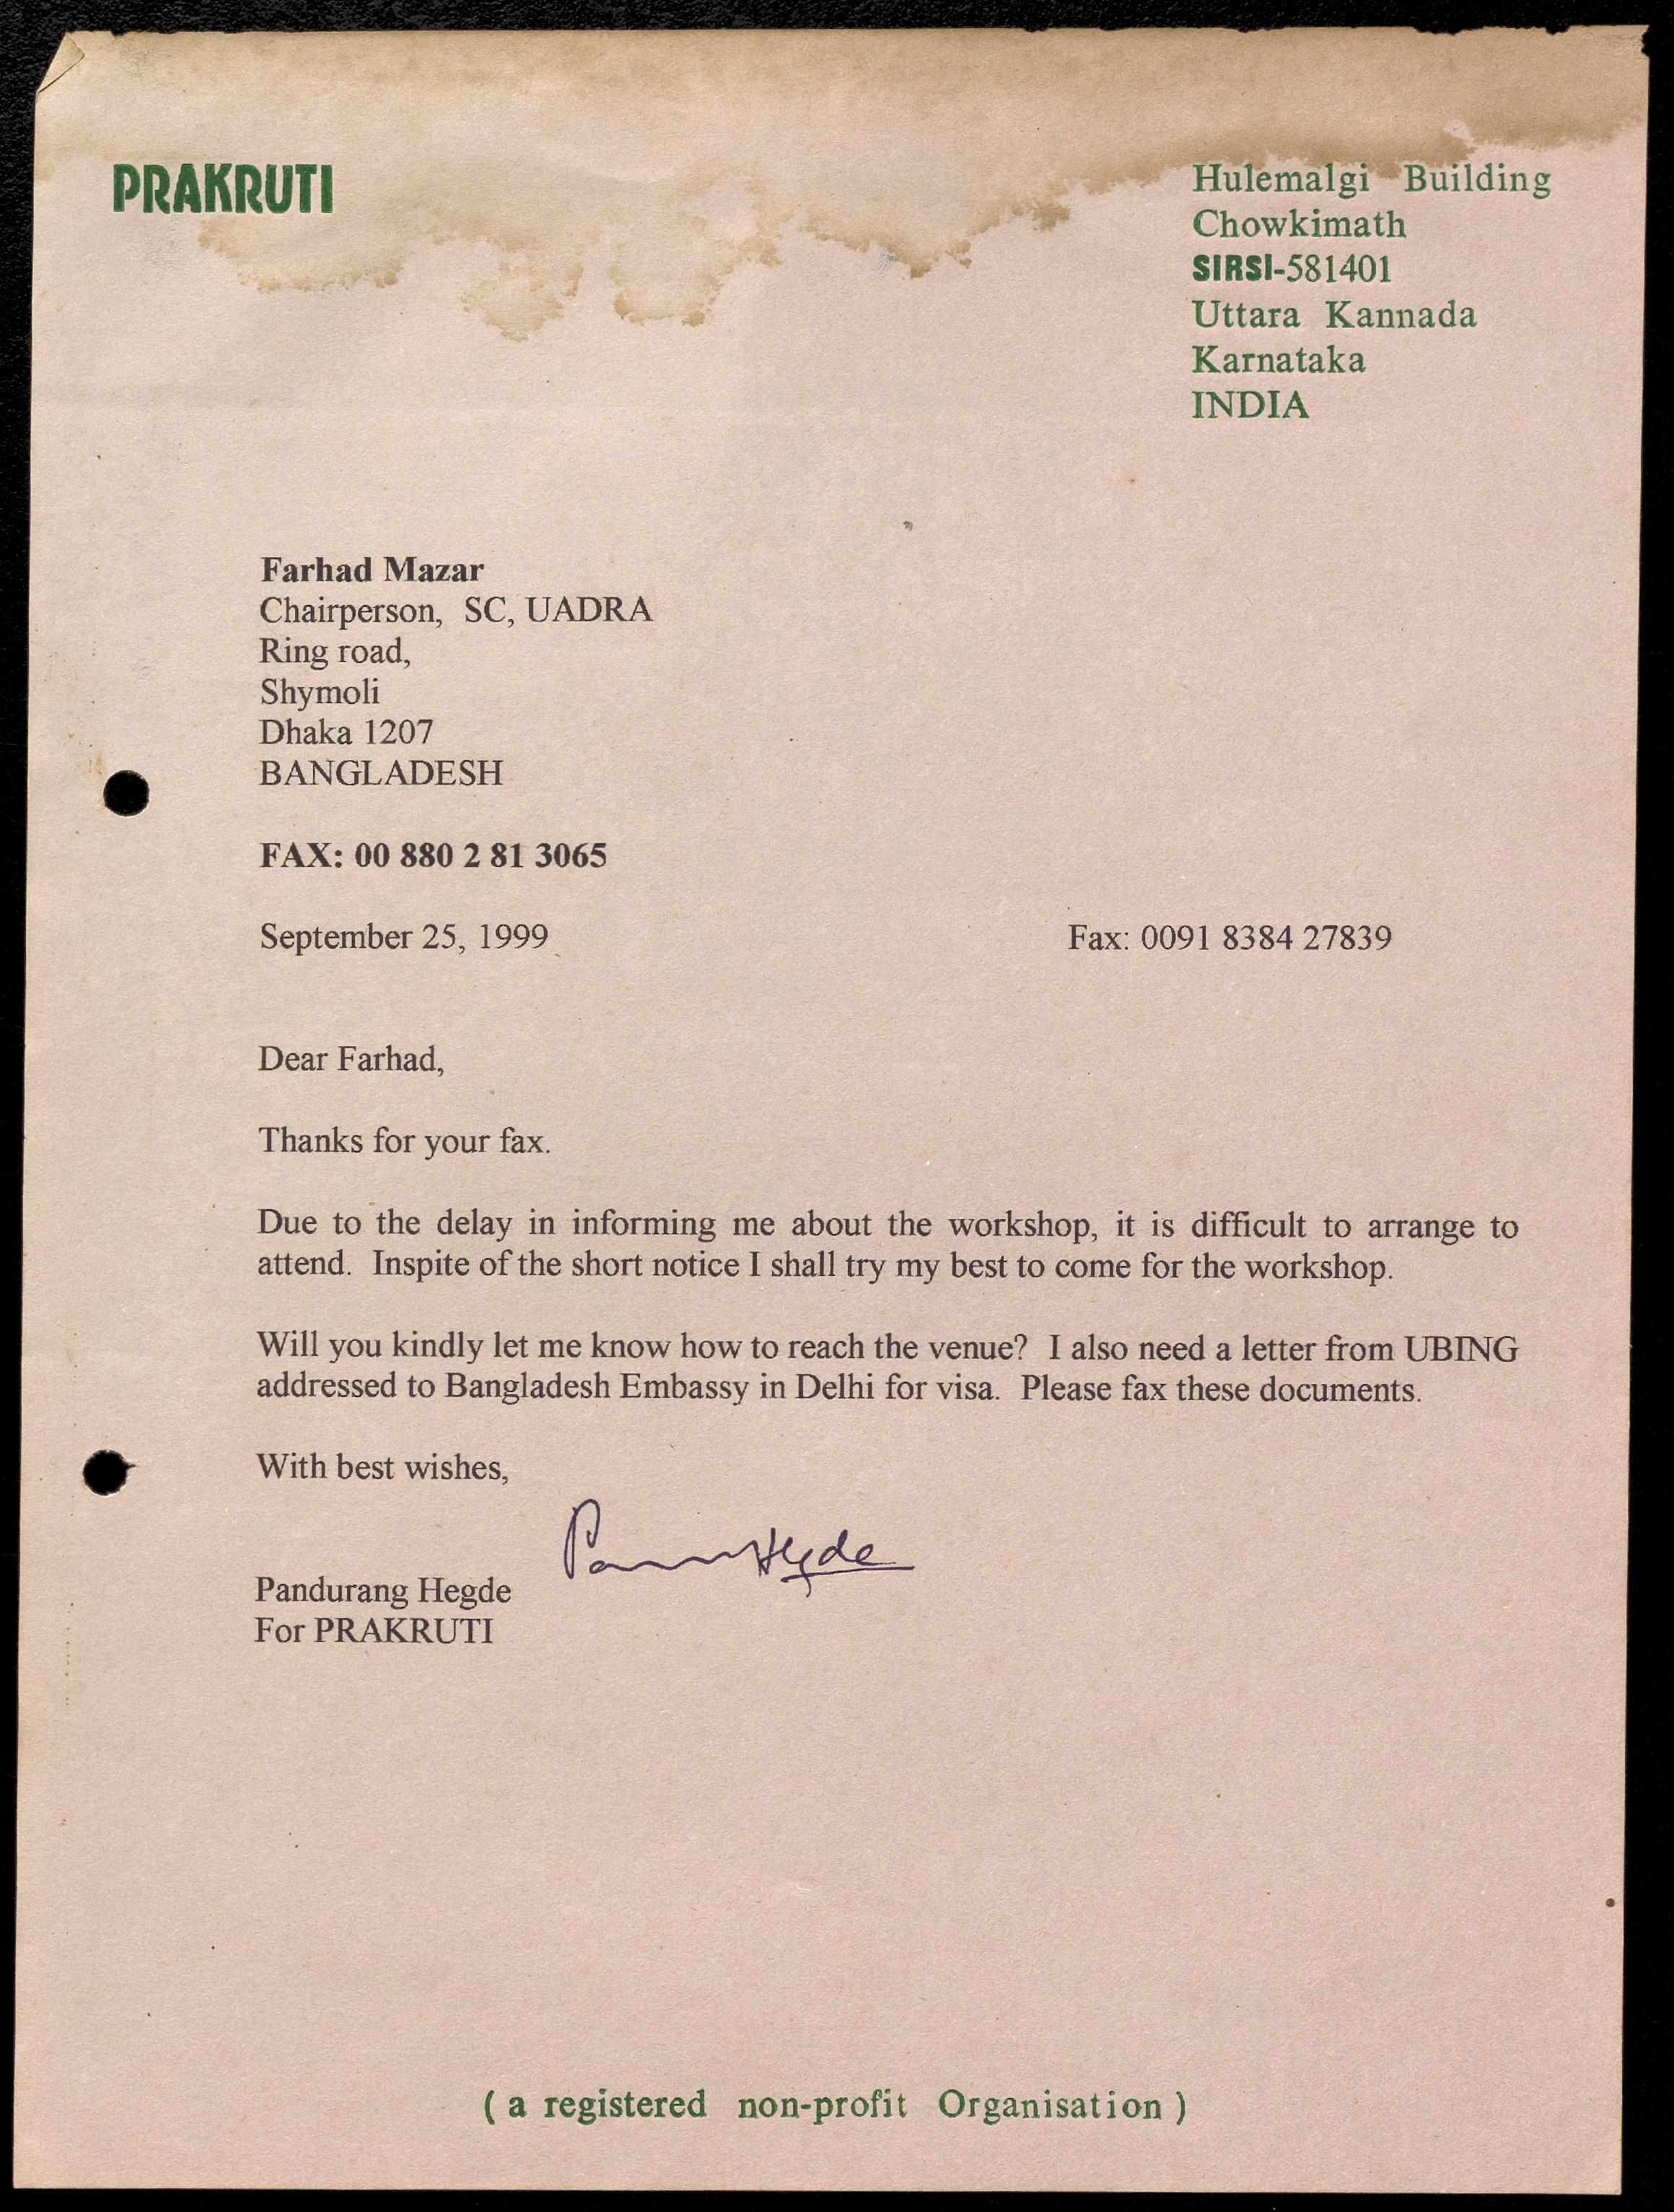 PRAKRUTI
Hulemalgi Building
Chowkimath
SIRSI-581401
Uttara Kannada
Karnataka
INDIA
Farhad Mazar
Chairperson, SC, UADRA
Ring road,
Shymoli
Dhaka 1207
BANGLADESH
FAX: 00 880 2 81 3065
September 25, 1999 Fax: 0091 8384 27839
Dear Farhad,
Thanks for your fax.
Due to the delay in informing me about the workshop, it is difficult to arrange to
attend. Inspite of the short notice I shall try my best to come for the workshop.
Will you kindly let me know how to reach the venue? I also need a letter from UBING
addressed to Bangladesh Embassy in Delhi for visa. Please fax these documents.
With best wishes,
Hegde
Pandurang Hegde
For PRAKRUTI
( a registered non-profit Organisation )